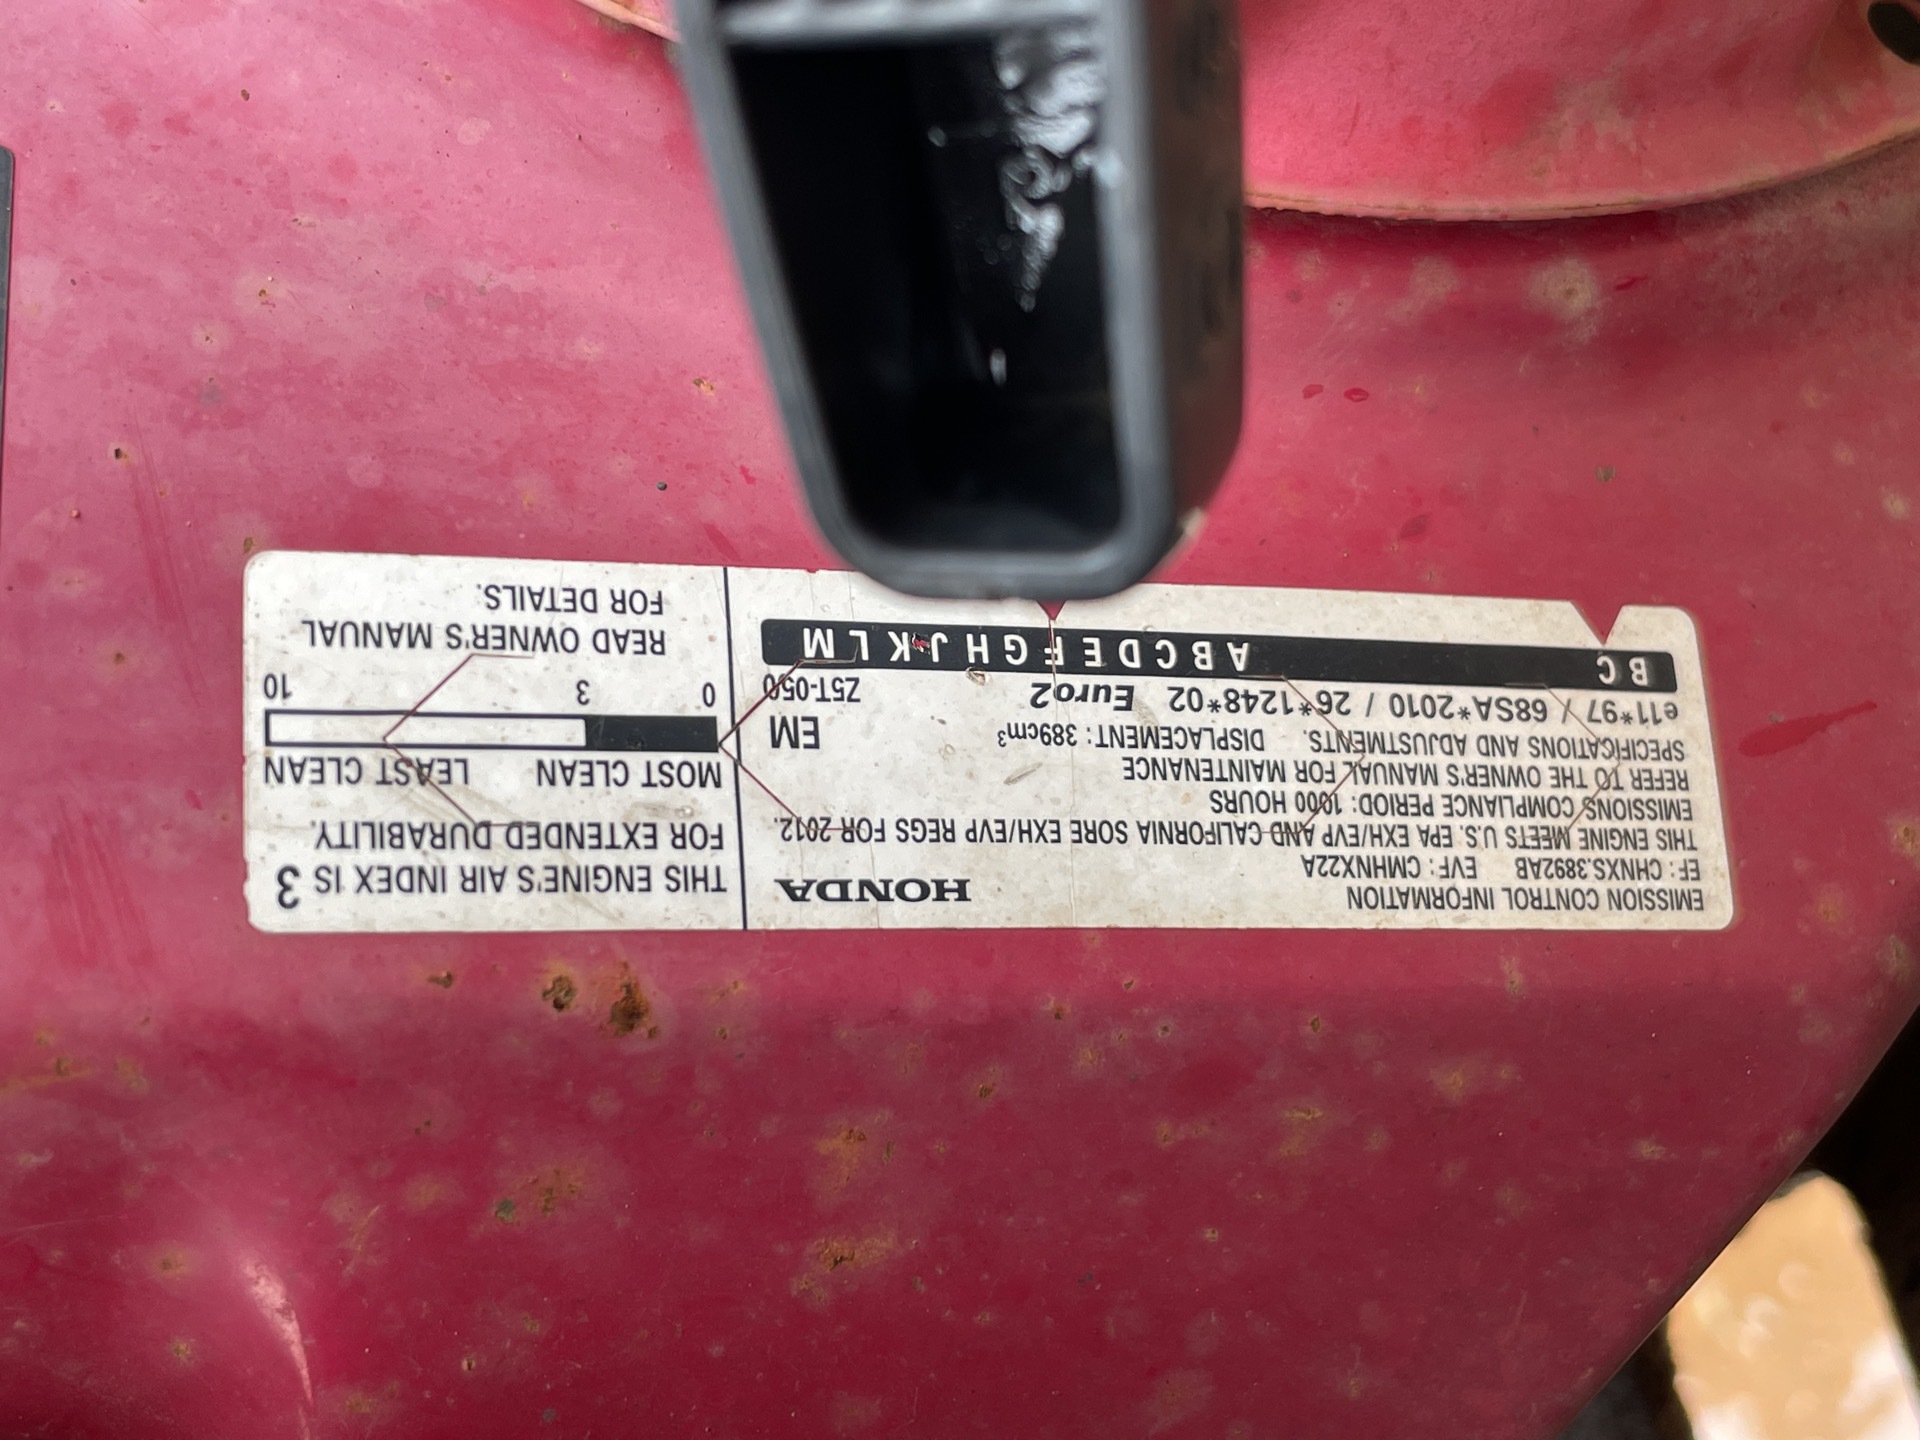 EMISSION CONTROL INFORMATION
HONDA
EF: CHNXS.3892AB EVF: CMHNX22A
THIS ENGINE MEETS U.S. EPA EXH/EVP AND CALIFORNIA SORE EXH/EVP REGS FOR 2012.
EMISSIONS COMPLIANCE PERIOD: 1000 HOURS
REFER TO THE OWNER'S MANUAL FOR MAINTENANCE
SPECIFICATIONS AND ADJUSTMENTS. DISPLACEMENT: 389cm³
EM
e11*97 / 68SA*2010 / 26*1248*02 Euro2
Z5T-050
B C A B C D E F G H J K L M
THIS ENGINE'S AIR INDEX IS 3
FOR EXTENDED DURABILITY.
MOST CLEAN LEAST CLEAN
0 3 10
READ OWNER'S MANUAL
FOR DETAILS.